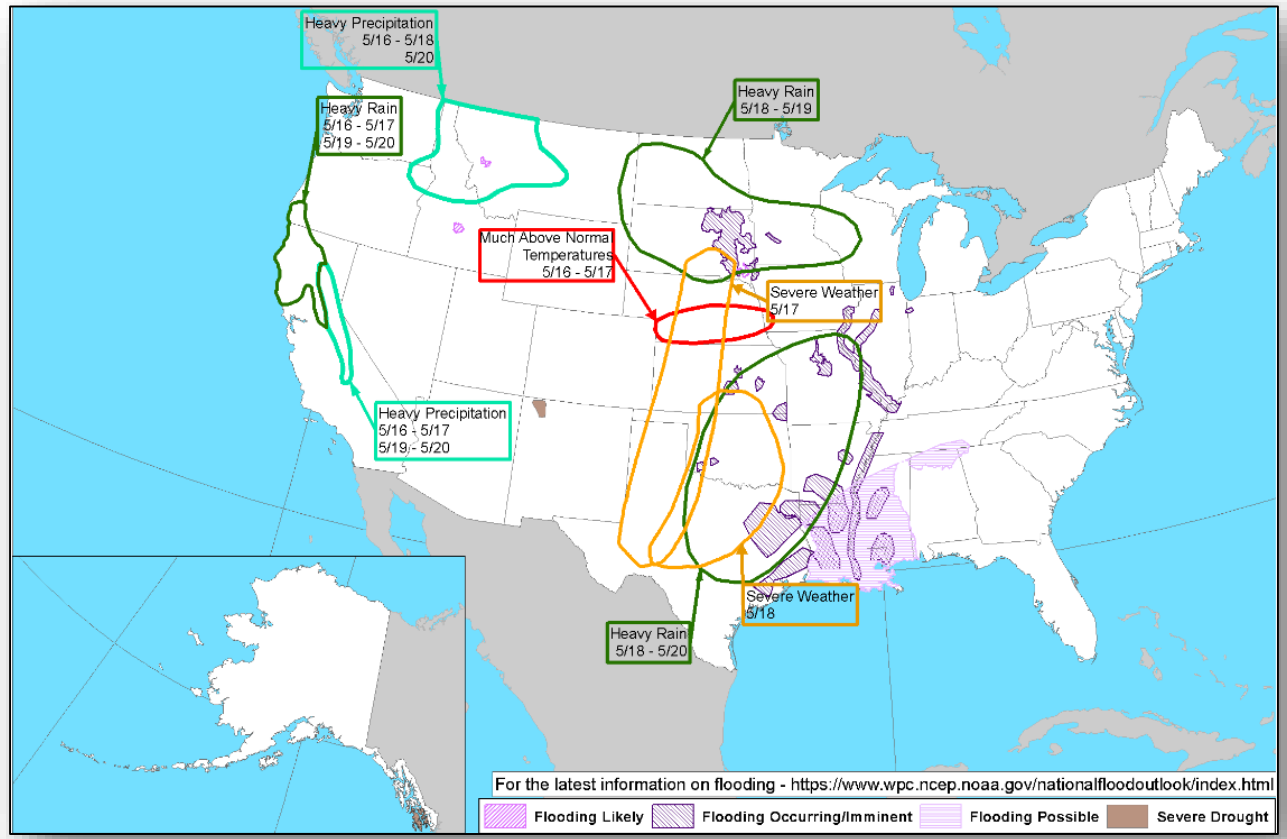 Heavy Precipitation
5/16 - 5/18
5/20
Heavy Rain
5/16 - 5/17
5/19 - 5/20
Heavy Rain
5/18 - 5/19
Much Above Normal
Temperatures
5/16 - 5/17
Severe Weather
5/17
Heavy Precipitation
5/16 - 5/17
5/19 - 5/20
Severe Weather
5/18
Heavy Rain
5/18 - 5/20
For the latest information on flooding - https://www.wpc.ncep.noaa.gov/nationalfloodoutlook/index.html
Flooding Likely Flooding Occurring/Imminent Flooding Possible Severe Drought